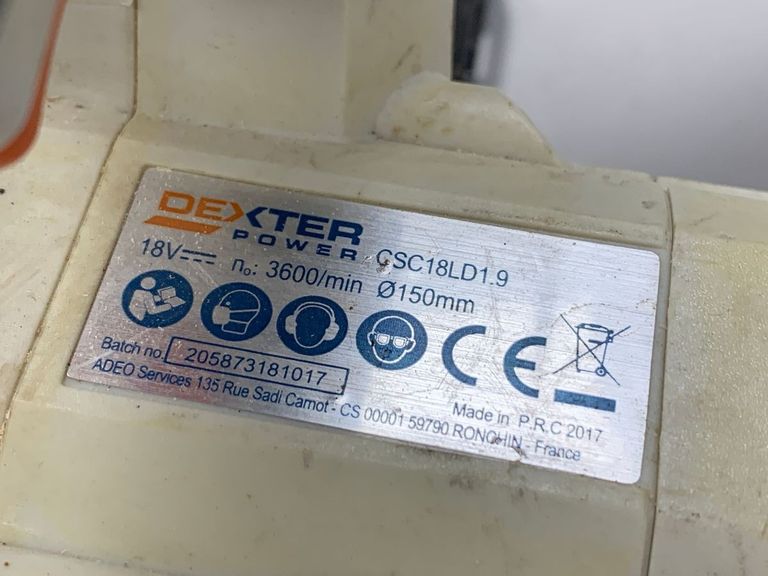 DEXTER
POWER
CSC18LD1.9
18V n₀: 3600/min Ø150mm
CE
Batch no. 205873181017
Made in P.R.C 2017
ADEO Services 135 Rue Sadi Carnot - CS 00001 59790 RONCHIN - France